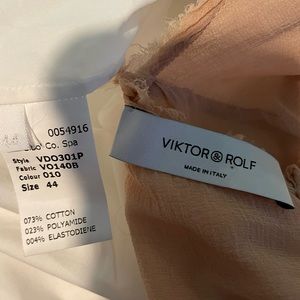 0054916
Co. Spa
Style VDO301P
Fabric VO140B
Colour 010
Size 44
073% COTTON
023% POLYAMIDE
004% ELASTODIENE
VIKTOR & ROLF
MADE IN ITALY